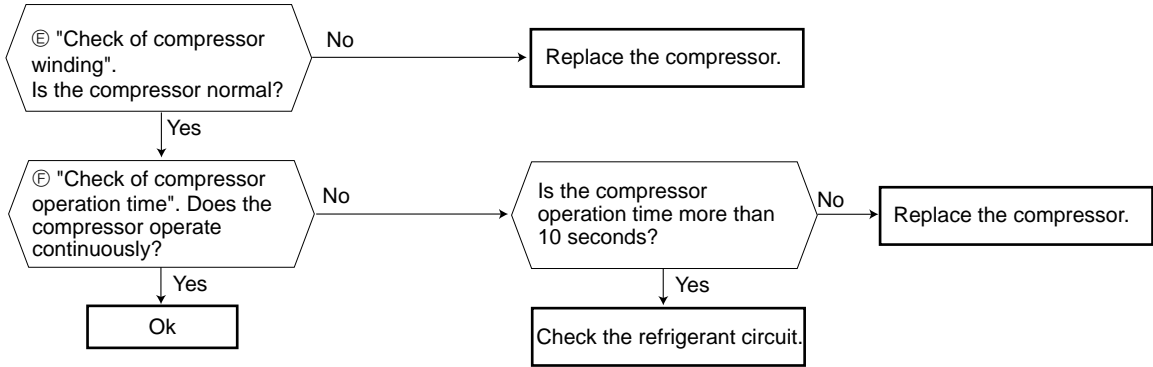 Ⓔ "Check of compressor
winding".
Is the compressor normal?
No
Replace the compressor.
Yes
Ⓕ "Check of compressor
operation time". Does the
compressor operate
continuously?
No
Is the compressor
operation time more than
10 seconds?
No
Replace the compressor.
Yes
Ok
Yes
Check the refrigerant circuit.